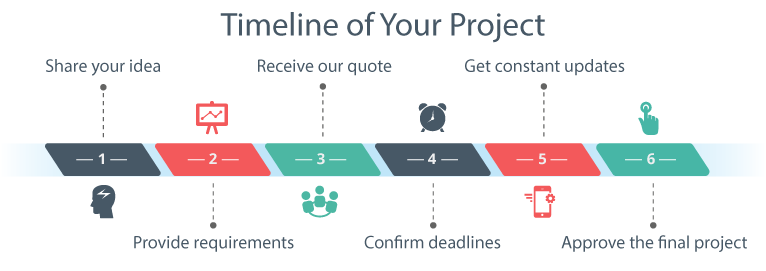 Timeline of Your Project
Share your idea
Receive our quote
Get constant updates
1
2
3
4
5
6
Provide requirements
Confirm deadlines
Approve the final project